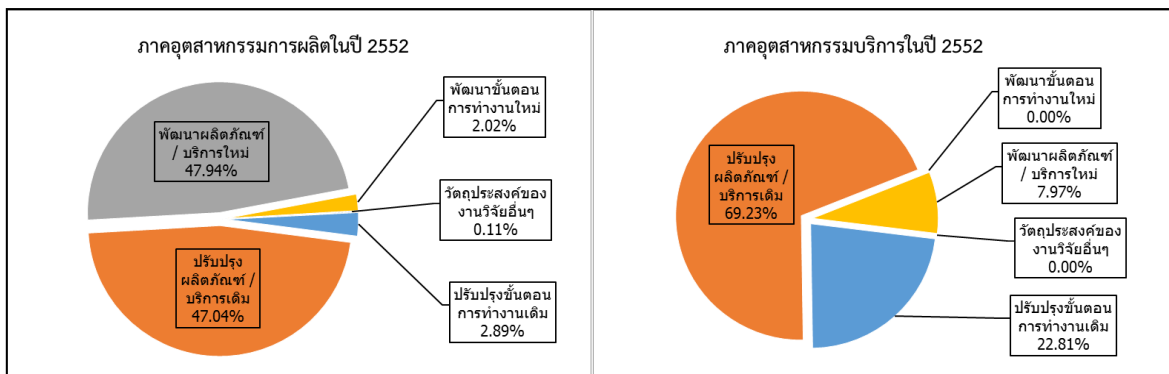 ภาคอุตสาหกรรมการผลิตในปี 2552
พัฒนาขั้นตอน
การทำงานใหม่
2.02%
พัฒนาผลิตภัณฑ์
/ บริการใหม่
47.94%
วัตถุประสงค์ของ
งานวิจัยอื่นๆ
0.11%
ปรับปรุง
ผลิตภัณฑ์ /
บริการเดิม
47.04%
ปรับปรุงขั้นตอน
การทำงานเดิม
2.89%
ภาคอุตสาหกรรมบริการในปี 2552
พัฒนาขั้นตอน
การทำงานใหม่
0.00%
ปรับปรุง
ผลิตภัณฑ์ /
บริการเดิม
69.23%
พัฒนาผลิตภัณฑ์
/ บริการใหม่
7.97%
วัตถุประสงค์ของ
งานวิจัยอื่นๆ
0.00%
ปรับปรุงขั้นตอน
การทำงานเดิม
22.81%